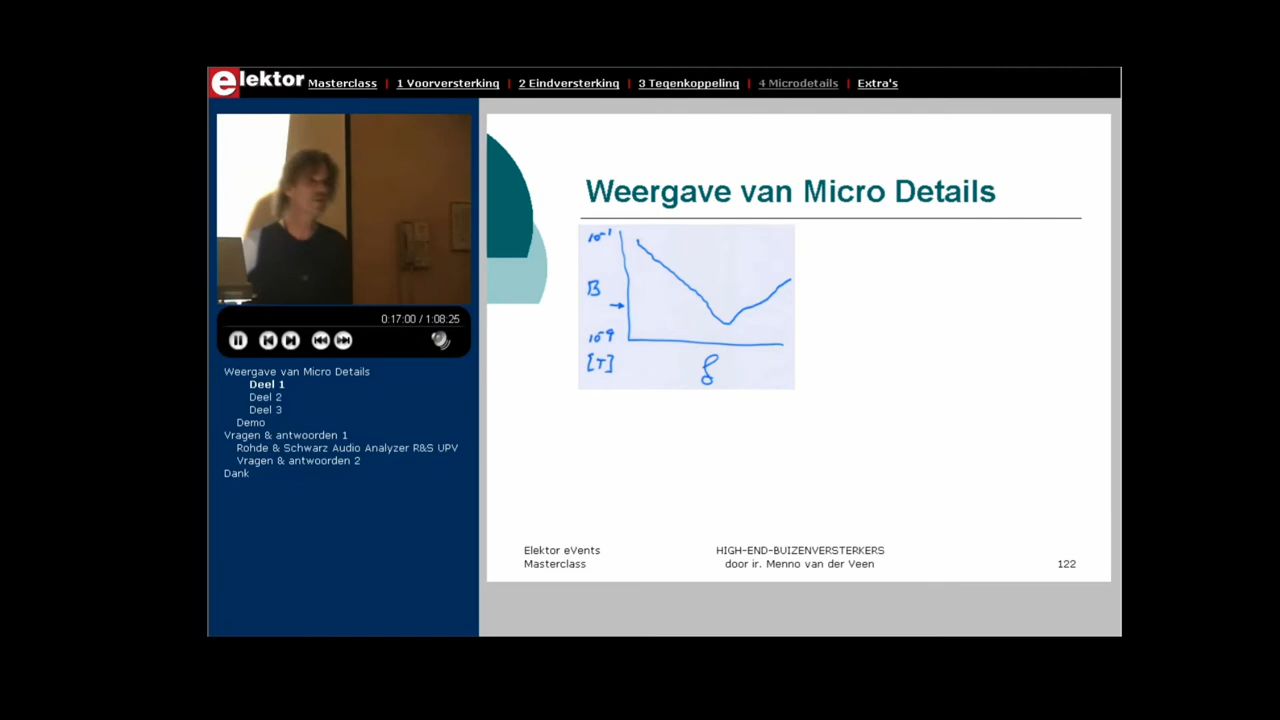 elektor Masterclass | 1 Voorversterking | 2 Eindversterking | 3 Tegenkoppeling | 4 Microdetails | Extra's
Weergave van Micro Details
10-1
B
10-9
[T]
0:17:00 / 1:08:25
Weergave van Micro Details
Deel 1
Deel 2
Deel 3
Demo
Vragen & antwoorden 1
Rohde & Schwarz Audio Analyzer R&S UPV
Vragen & antwoorden 2
Dank
Elektor eVents
Masterclass
HIGH-END-BUIZENVERSTERKERS
door ir. Menno van der Veen
122